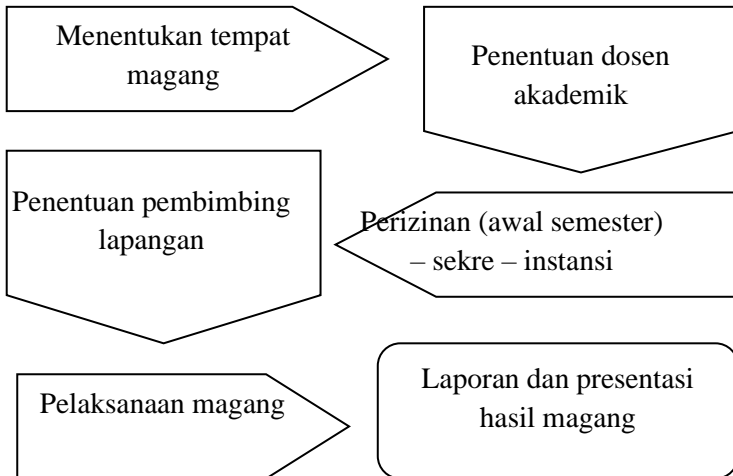 Menentukan tempat
magang
Penentuan dosen
akademik
Perizinan (awal semester)
– sekre – instansi
Penentuan pembimbing
lapangan
Pelaksanaan magang
Laporan dan presentasi
hasil magang